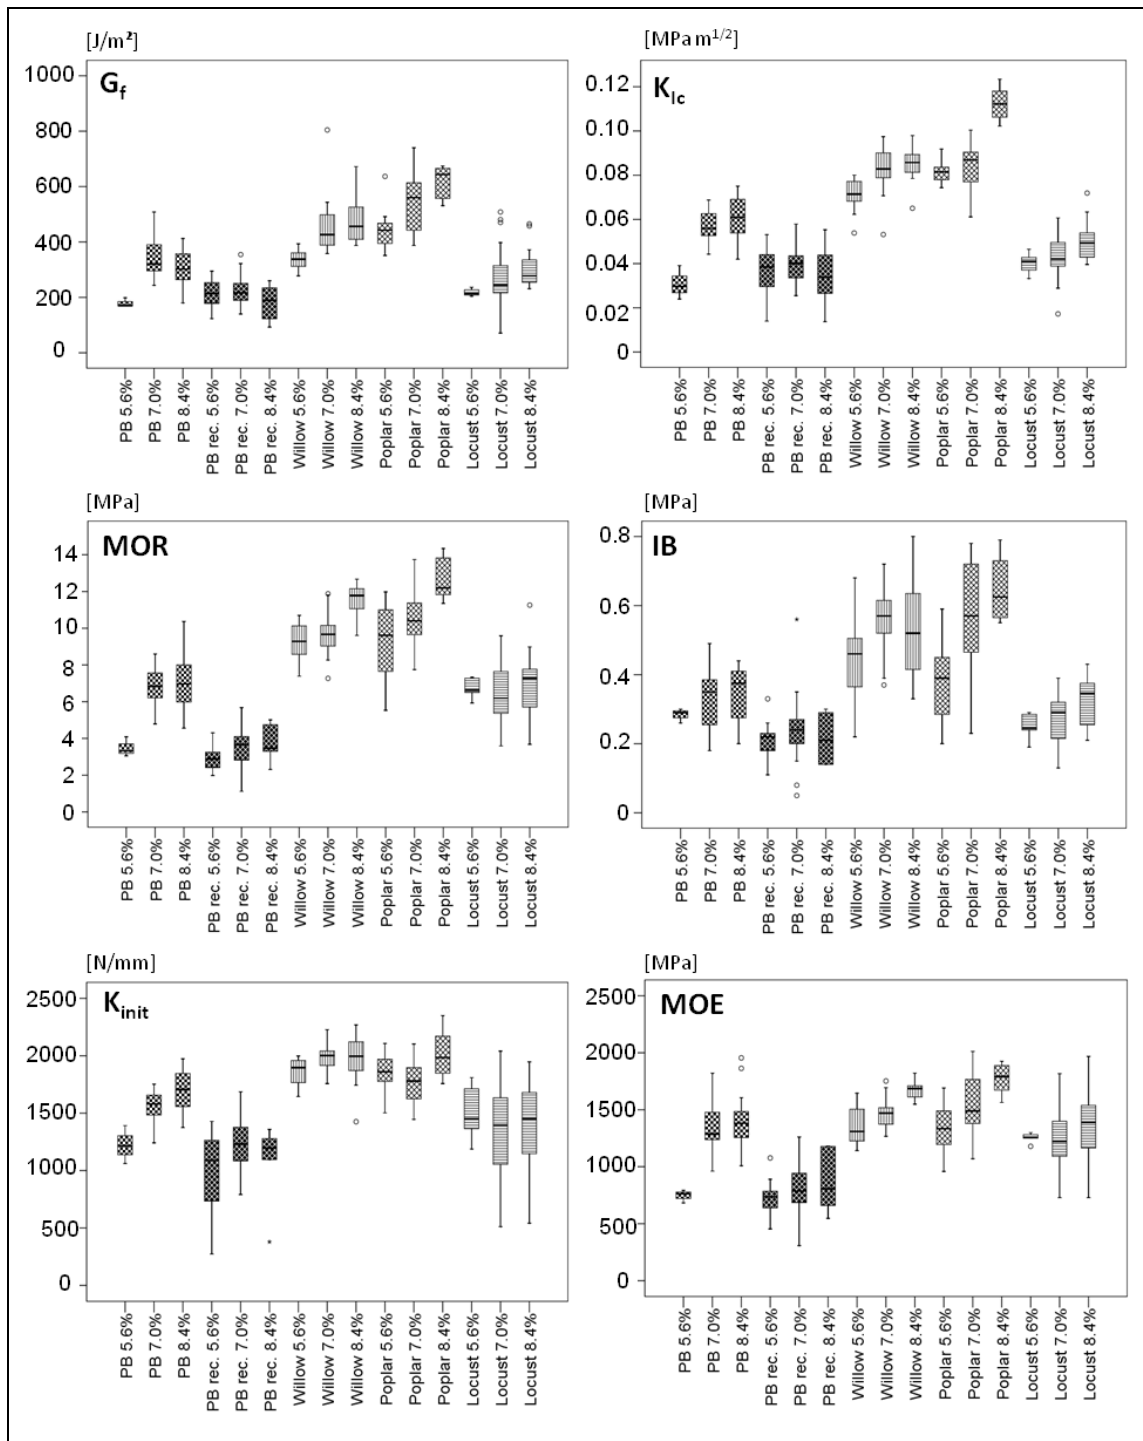 [J/m²]
G_f
1000
800
600
400
200
0
PB 5.6%
PB 7.0%
PB 8.4%
PB rec. 5.6%
PB rec. 7.0%
PB rec. 8.4%
Willow 5.6%
Willow 7.0%
Willow 8.4%
Poplar 5.6%
Poplar 7.0%
Poplar 8.4%
Locust 5.6%
Locust 7.0%
Locust 8.4%
[MPa m^1/2]
K_Ic
0.12
0.10
0.08
0.06
0.04
0.02
0
PB 5.6%
PB 7.0%
PB 8.4%
PB rec. 5.6%
PB rec. 7.0%
PB rec. 8.4%
Willow 5.6%
Willow 7.0%
Willow 8.4%
Poplar 5.6%
Poplar 7.0%
Poplar 8.4%
Locust 5.6%
Locust 7.0%
Locust 8.4%
[MPa]
MOR
14
12
10
8
6
4
2
0
PB 5.6%
PB 7.0%
PB 8.4%
PB rec. 5.6%
PB rec. 7.0%
PB rec. 8.4%
Willow 5.6%
Willow 7.0%
Willow 8.4%
Poplar 5.6%
Poplar 7.0%
Poplar 8.4%
Locust 5.6%
Locust 7.0%
Locust 8.4%
[MPa]
IB
0.8
0.6
0.4
0.2
0
PB 5.6%
PB 7.0%
PB 8.4%
PB rec. 5.6%
PB rec. 7.0%
PB rec. 8.4%
Willow 5.6%
Willow 7.0%
Willow 8.4%
Poplar 5.6%
Poplar 7.0%
Poplar 8.4%
Locust 5.6%
Locust 7.0%
Locust 8.4%
[N/mm]
K_init
2500
2000
1500
1000
500
0
PB 5.6%
PB 7.0%
PB 8.4%
PB rec. 5.6%
PB rec. 7.0%
PB rec. 8.4%
Willow 5.6%
Willow 7.0%
Willow 8.4%
Poplar 5.6%
Poplar 7.0%
Poplar 8.4%
Locust 5.6%
Locust 7.0%
Locust 8.4%
[MPa]
MOE
2500
2000
1500
1000
500
0
PB 5.6%
PB 7.0%
PB 8.4%
PB rec. 5.6%
PB rec. 7.0%
PB rec. 8.4%
Willow 5.6%
Willow 7.0%
Willow 8.4%
Poplar 5.6%
Poplar 7.0%
Poplar 8.4%
Locust 5.6%
Locust 7.0%
Locust 8.4%